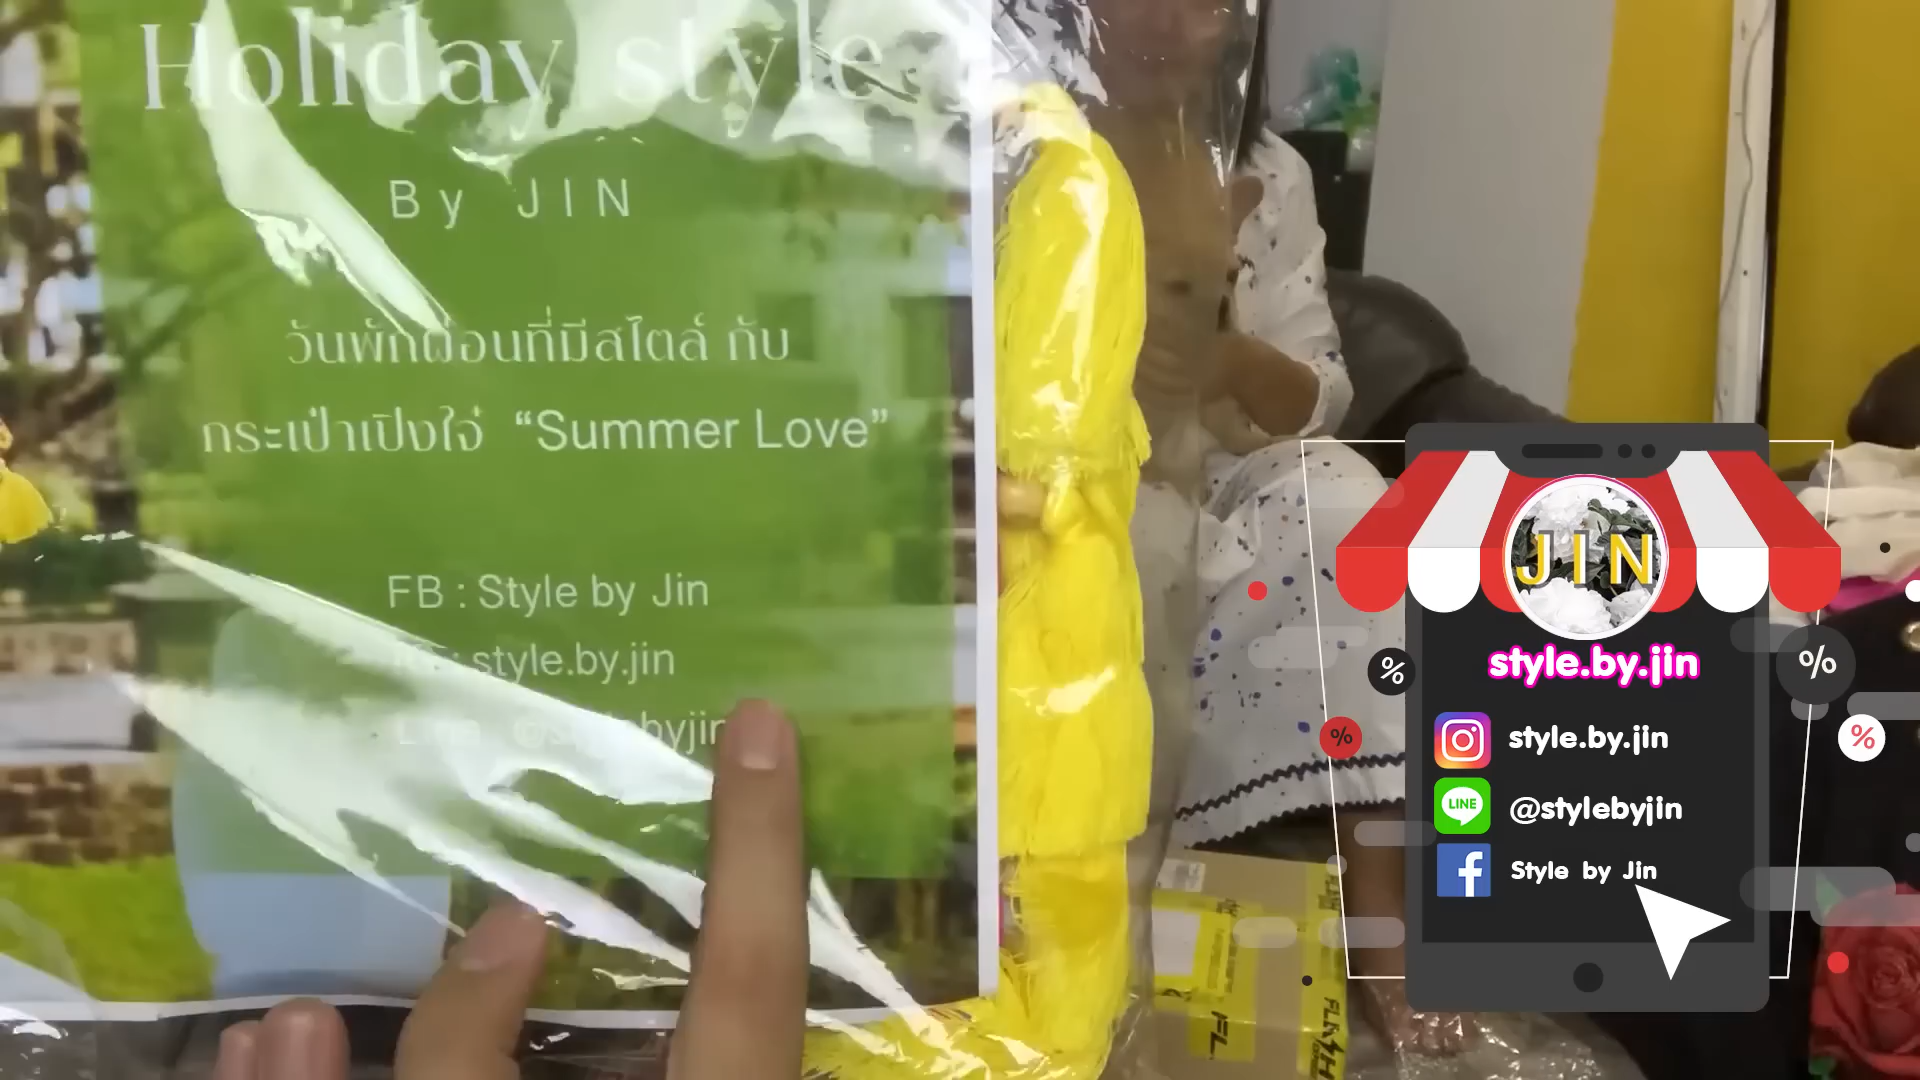 Holiday style
By JIN
วันพักผ่อนที่มีสไตล์ กับ
กระเป๋าเปิงใจ๋ “Summer Love”
FB : Style by Jin
: style.by.jin
JIN
style.by.jin
% % % %
style.by.jin
LINE
@stylebyjin
Style by Jin
FL
FLASH